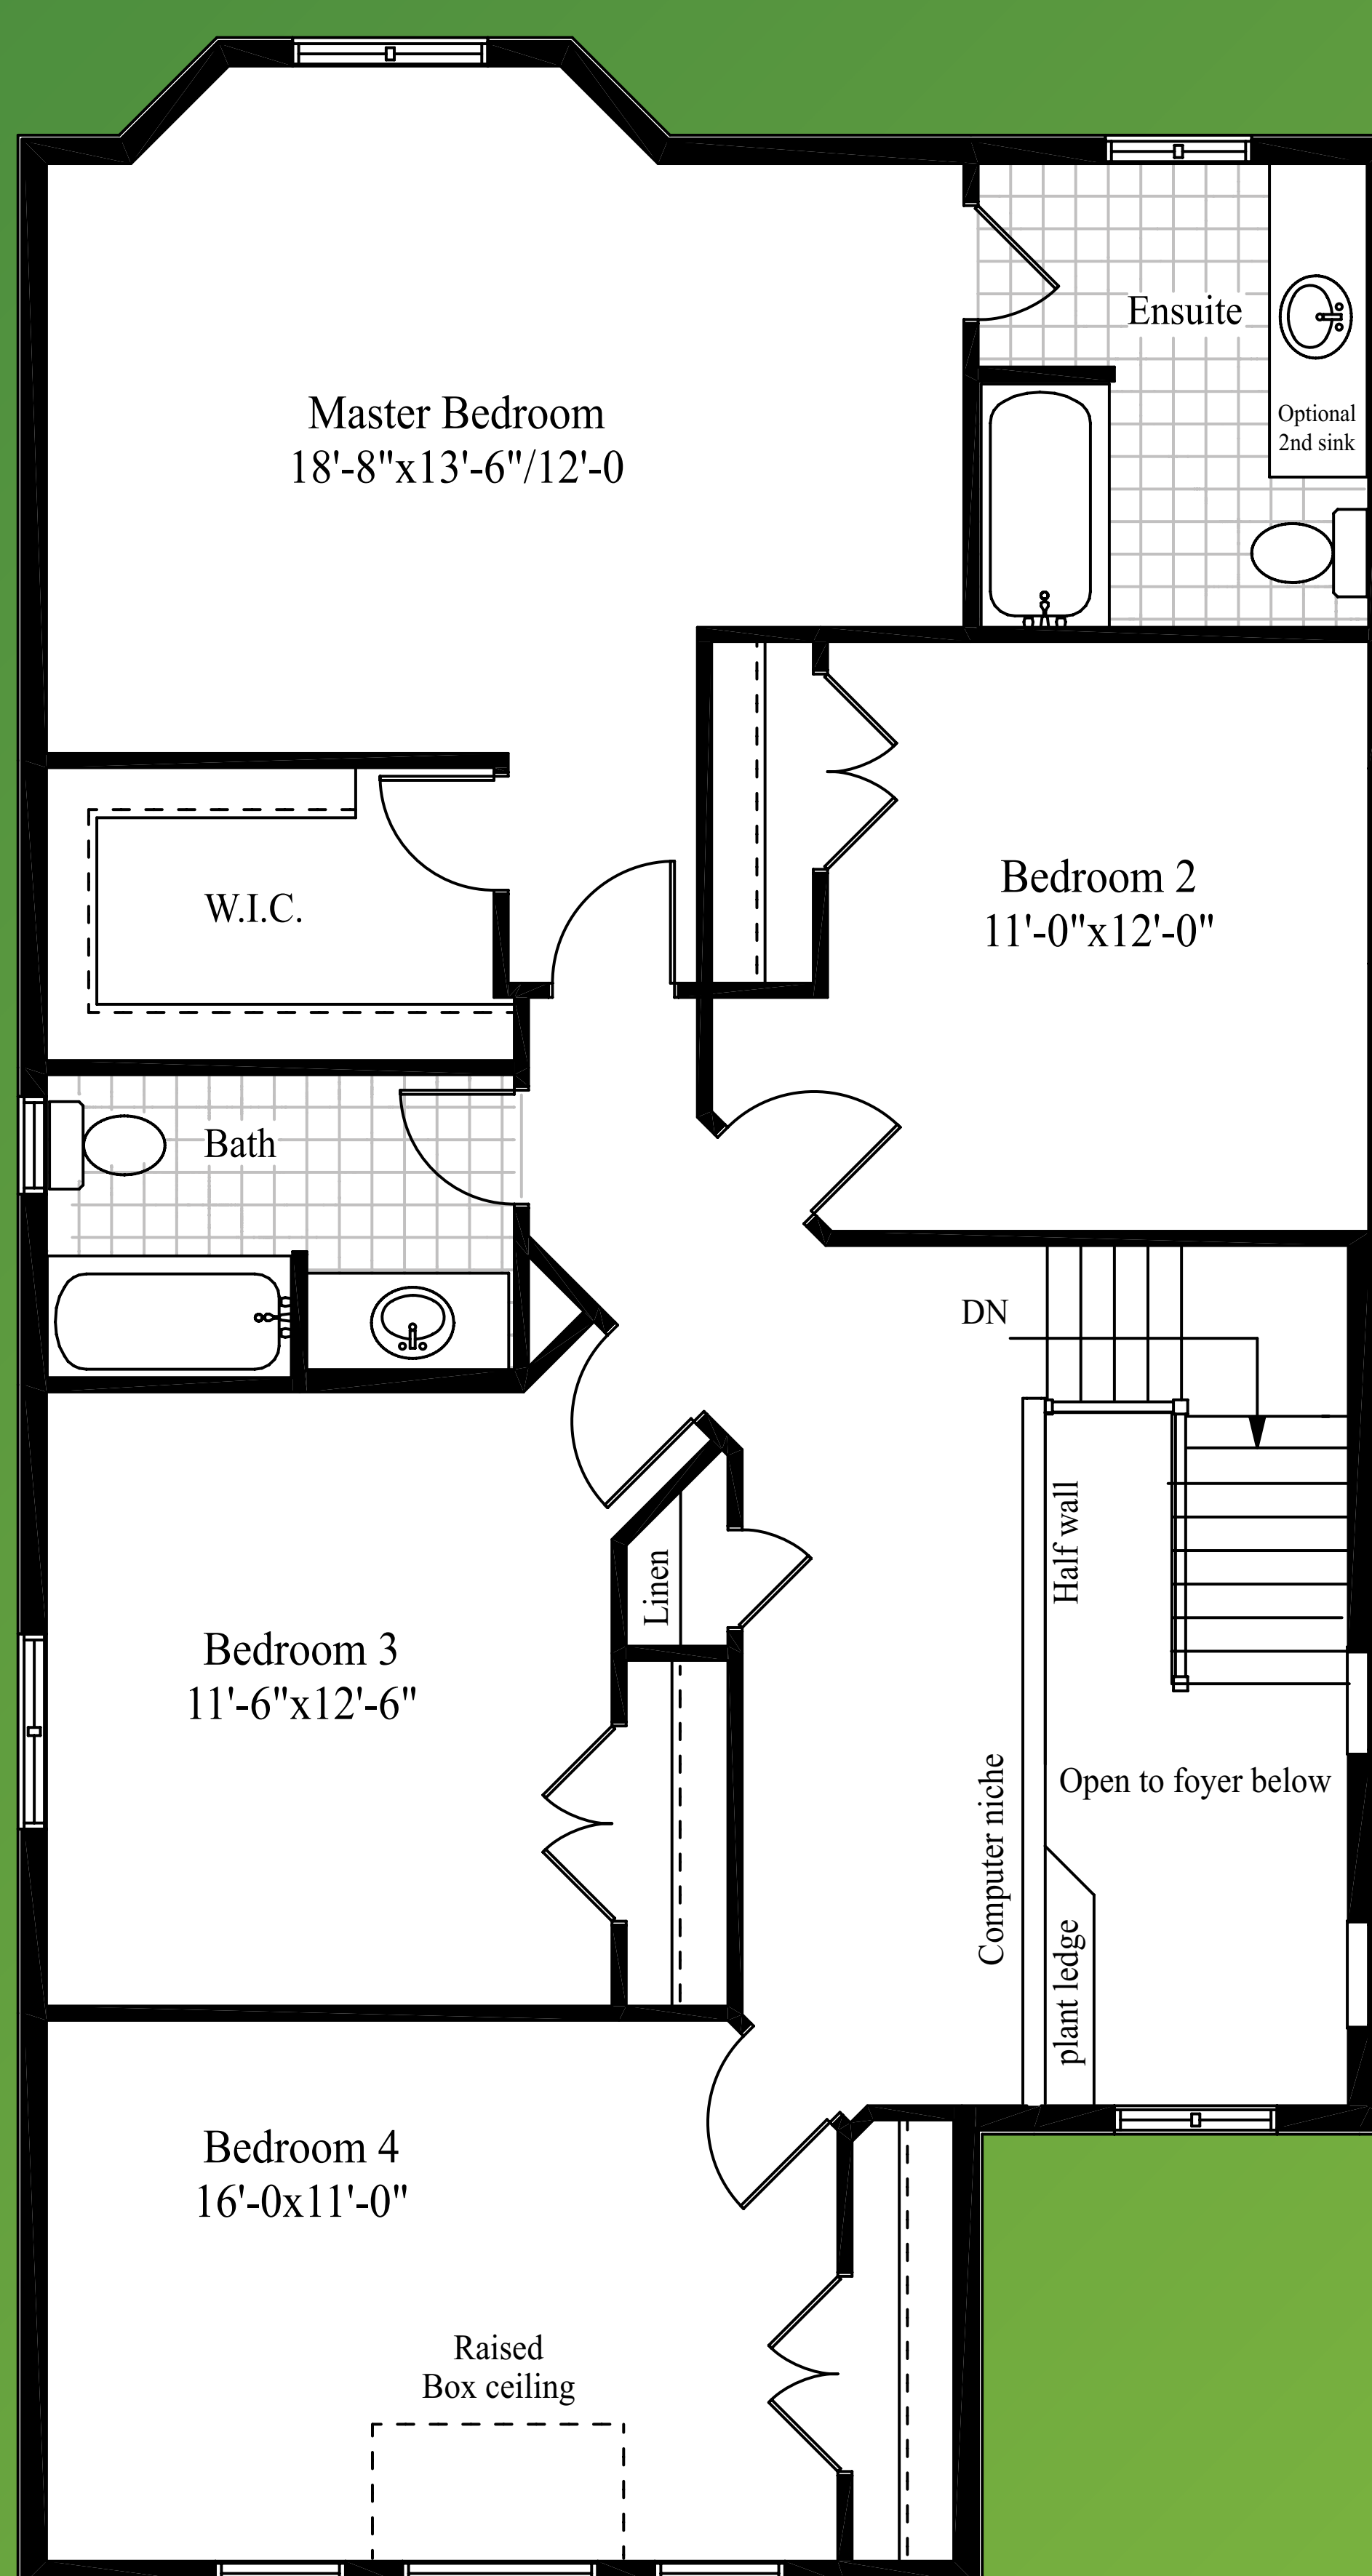 Ensuite
Master Bedroom
18'-8"x13'-6"/12'-0
Optional
2nd sink
Bedroom 2
11'-0"x12'-0"
W.I.C.
Bath
DN
Half wall
Linen
Bedroom 3
11'-6"x12'-6"
Open to foyer below
Computer niche
plant ledge
Bedroom 4
16'-0x11'-0"
Raised
Box ceiling